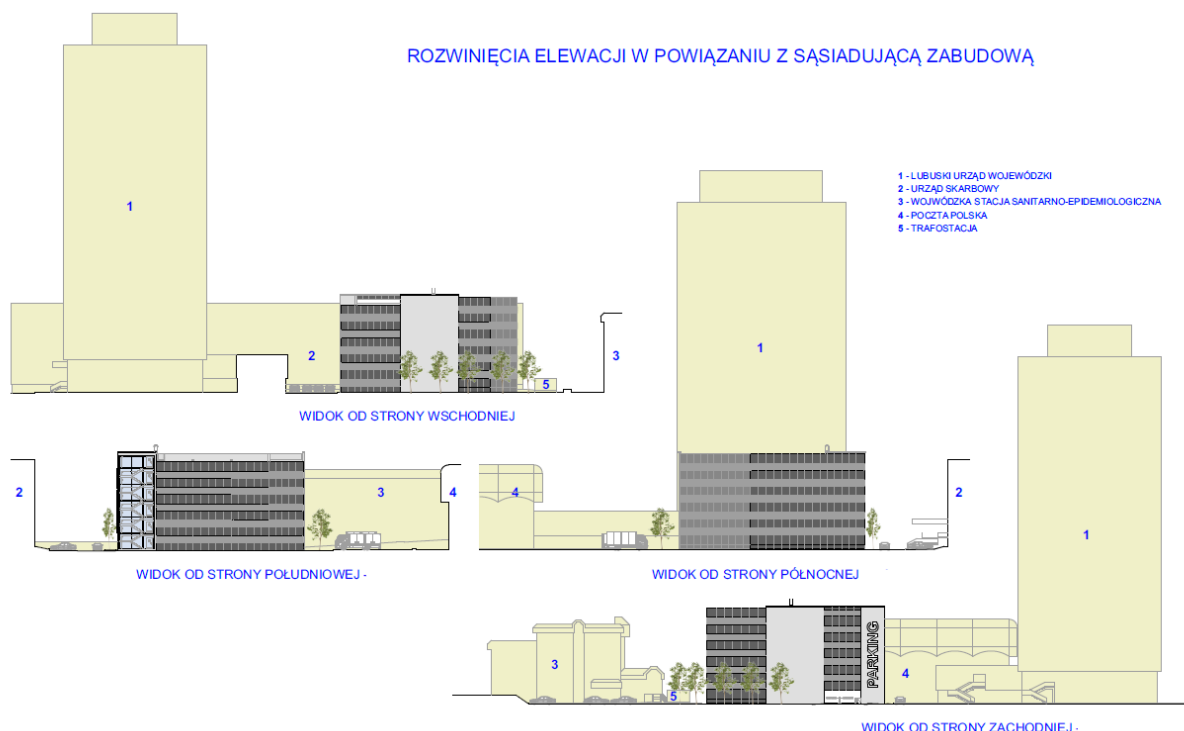 ROZWINIĘCIA ELEWACJI W POWIĄZANIU Z SĄSIADUJĄCĄ ZABUDOWĄ
1 - LUBUSKI URZĄD WOJEWÓDZKI
2 - URZĄD SKARBOWY
3 - WOJWÓDZKA STACJA SANITARNO-EPIDEMIOLOGICZNA
4 - POCZTA POLSKA
5 - TRAFOSTACJA
1
2
5
3
WIDOK OD STRONY WSCHODNIEJ
2
3
4
WIDOK OD STRONY POŁUDNIOWEJ -
4
1
2
WIDOK OD STRONY PÓŁNOCNEJ
3
5
PARKING
4
1
WIDOK OD STRONY ZACHODNIEJ -